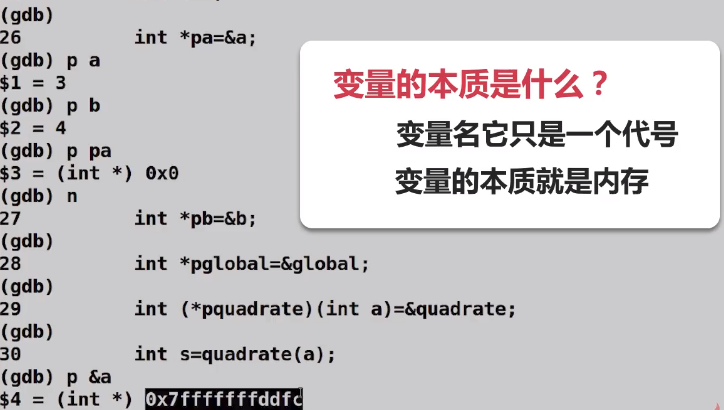 (gdb)
26 int *pa=&a;
(gdb) p a
$1 = 3
(gdb) p b
$2 = 4
(gdb) p pa
$3 = (int *) 0x0
(gdb) n
27 int *pb=&b;
(gdb)
28 int *pglobal=&global;
(gdb)
29 int (*pquadrate)(int a)=&quadrate;
(gdb)
30 int s=quadrate(a);
(gdb) p &a
$4 = (int *) 0x7fffffffddfc
变量的本质是什么？
变量名它只是一个代号
变量的本质就是内存